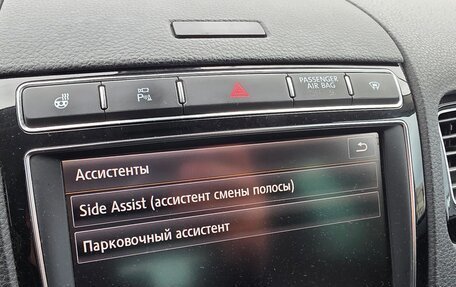 P
PASSENGER
AIR BAG
Ассистенты
Side Assist (ассистент смены полосы)
Парковочный ассистент